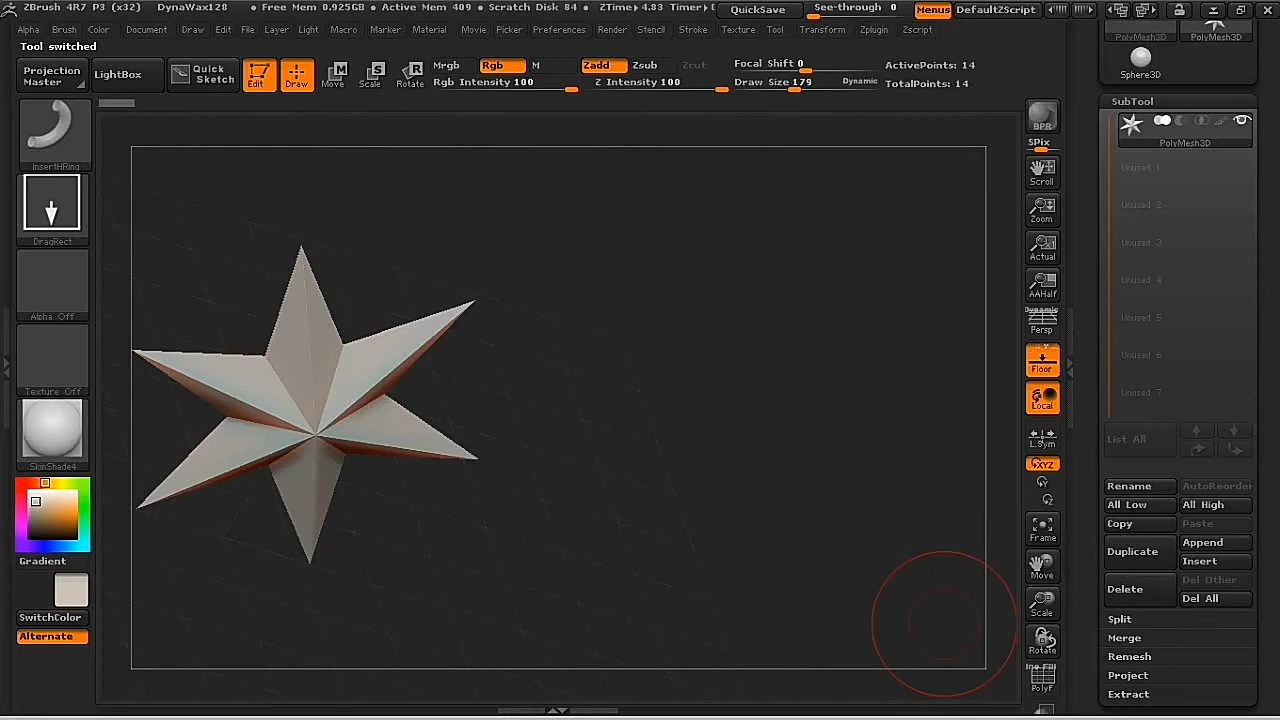 ZBrush 4R7 P3 (x32) DynaWax128 • Free Mem 0.925GB • Active Mem 409 • Scratch Disk 84 • ZTime▸4.83 Timer▸ QuickSave See-through 0 Menus DefaultZScript
Alpha Brush Color Document Draw Edit File Layer Light Macro Marker Material Movie Picker Preferences Render Stencil Stroke Texture Tool Transform Zplugin Zscript
Tool switched
Projection Master
LightBox
Quick Sketch
Edit
Draw
Move
Scale
Rotate
Mrgb Rgb M
Rgb Intensity 100
Zadd Zsub Zcut
Z Intensity 100
Focal Shift 0
Draw Size 179 Dynamic
ActivePoints: 14
TotalPoints: 14
InsertHRing
DragRect
Alpha Off
Texture Off
SkinShade4
Gradient
SwitchColor
Alternate
BPR
SPix
Scroll
Zoom
Actual
AAHalf
Dynamic
Persp
Floor
Local
L.Sym
XYZ
Y
Z
Frame
Move
Scale
Rotate
Line Fill
PolyF
PolyMesh3D PolyMesh3D
Sphere3D
SubTool
PolyMesh3D
Unused 1
Unused 2
Unused 3
Unused 4
Unused 5
Unused 6
Unused 7
List All
Rename AutoReorder
All Low All High
Copy Paste
Duplicate Append
Insert
Delete Del Other
Del All
Split
Merge
Remesh
Project
Extract